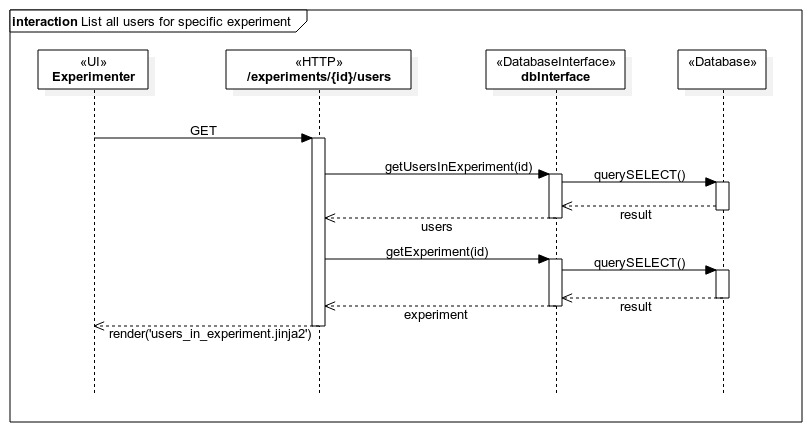 interaction List all users for specific experiment
«UI»
Experimenter
«HTTP»
/experiments/{id}/users
«DatabaseInterface»
dbInterface
«Database»
GET
getUsersInExperiment(id)
querySELECT()
result
users
getExperiment(id)
querySELECT()
result
experiment
render('users_in_experiment.jinja2')